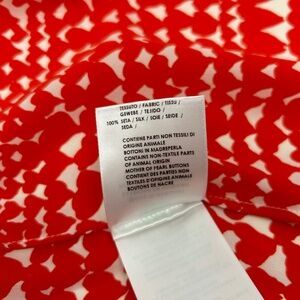 TESSUTO / FABRIC / TISSU /
GEWEBE / TEJIDO /
100% SETA / SILK / SOIE / SEIDE /
SEDA /
CONTIENE PARTI NON TESSILI DI
ORIGINE ANIMALE
BOTTONI IN MADREPERLA
CONTAINS NON-TEXTILE PARTS
OF ANIMAL ORIGIN
MOTHER OF PEARL BUTTONS
CONTIENT DES PARTIES NON
TEXTILES D'ORIGINE ANIMALE
BOUTONS DE NACRE